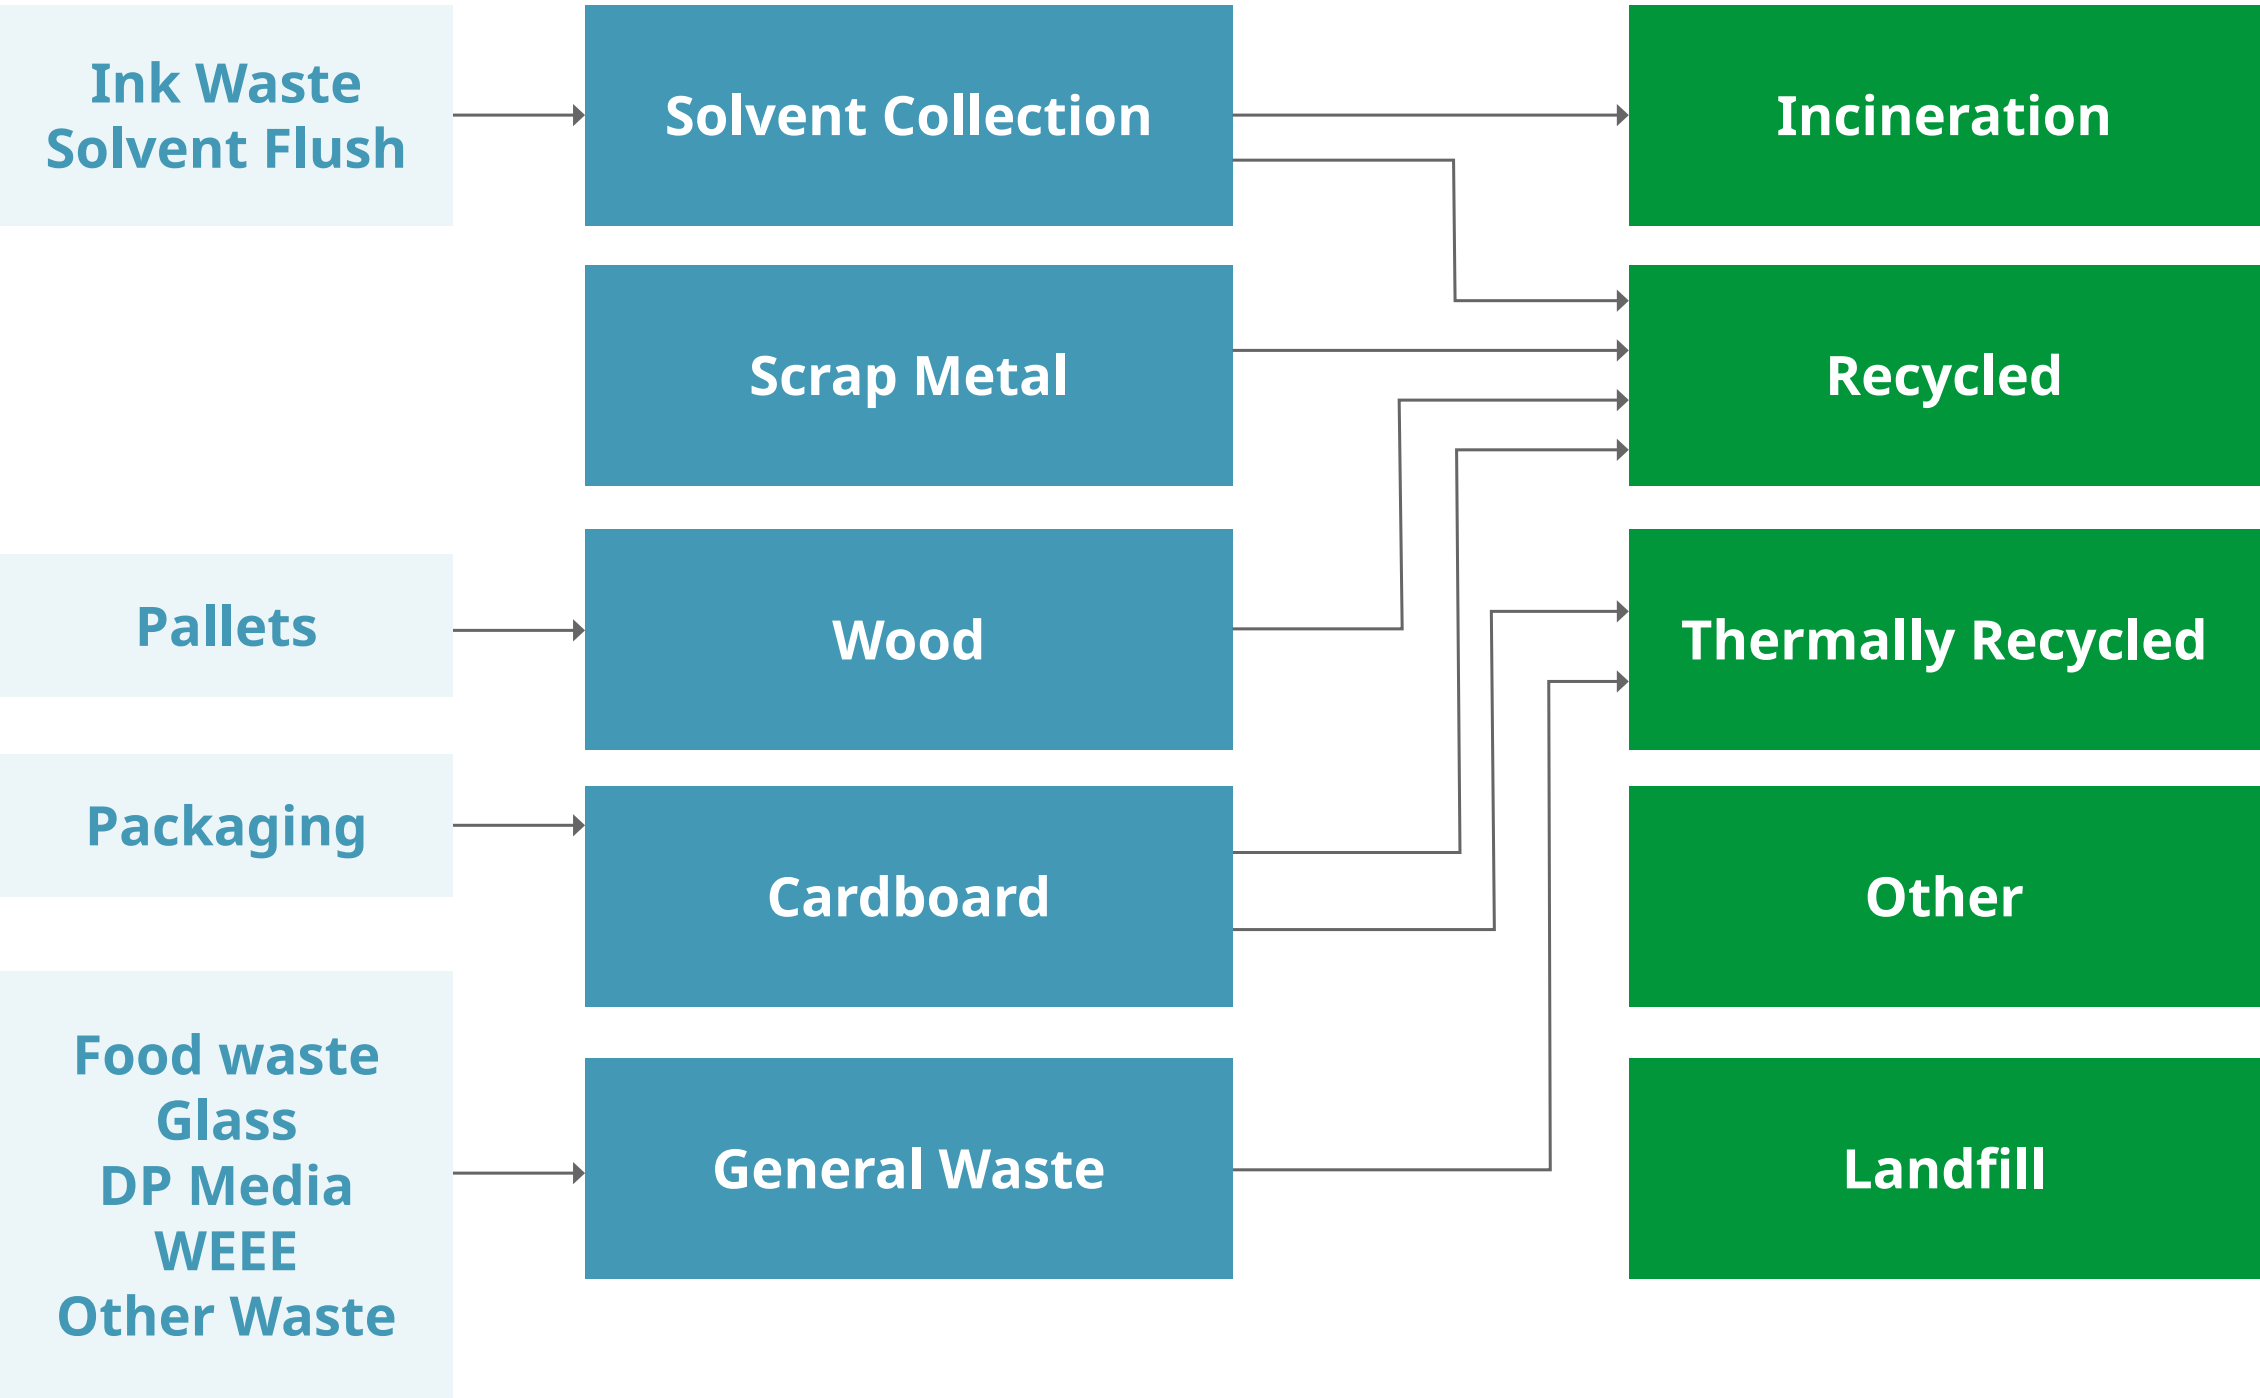 Ink Waste
Solvent Flush
Solvent Collection
Incineration
Scrap Metal
Recycled
Pallets
Wood
Thermally Recycled
Packaging
Cardboard
Other
Food waste
Glass
DP Media
WEEE
Other Waste
General Waste
Landfill